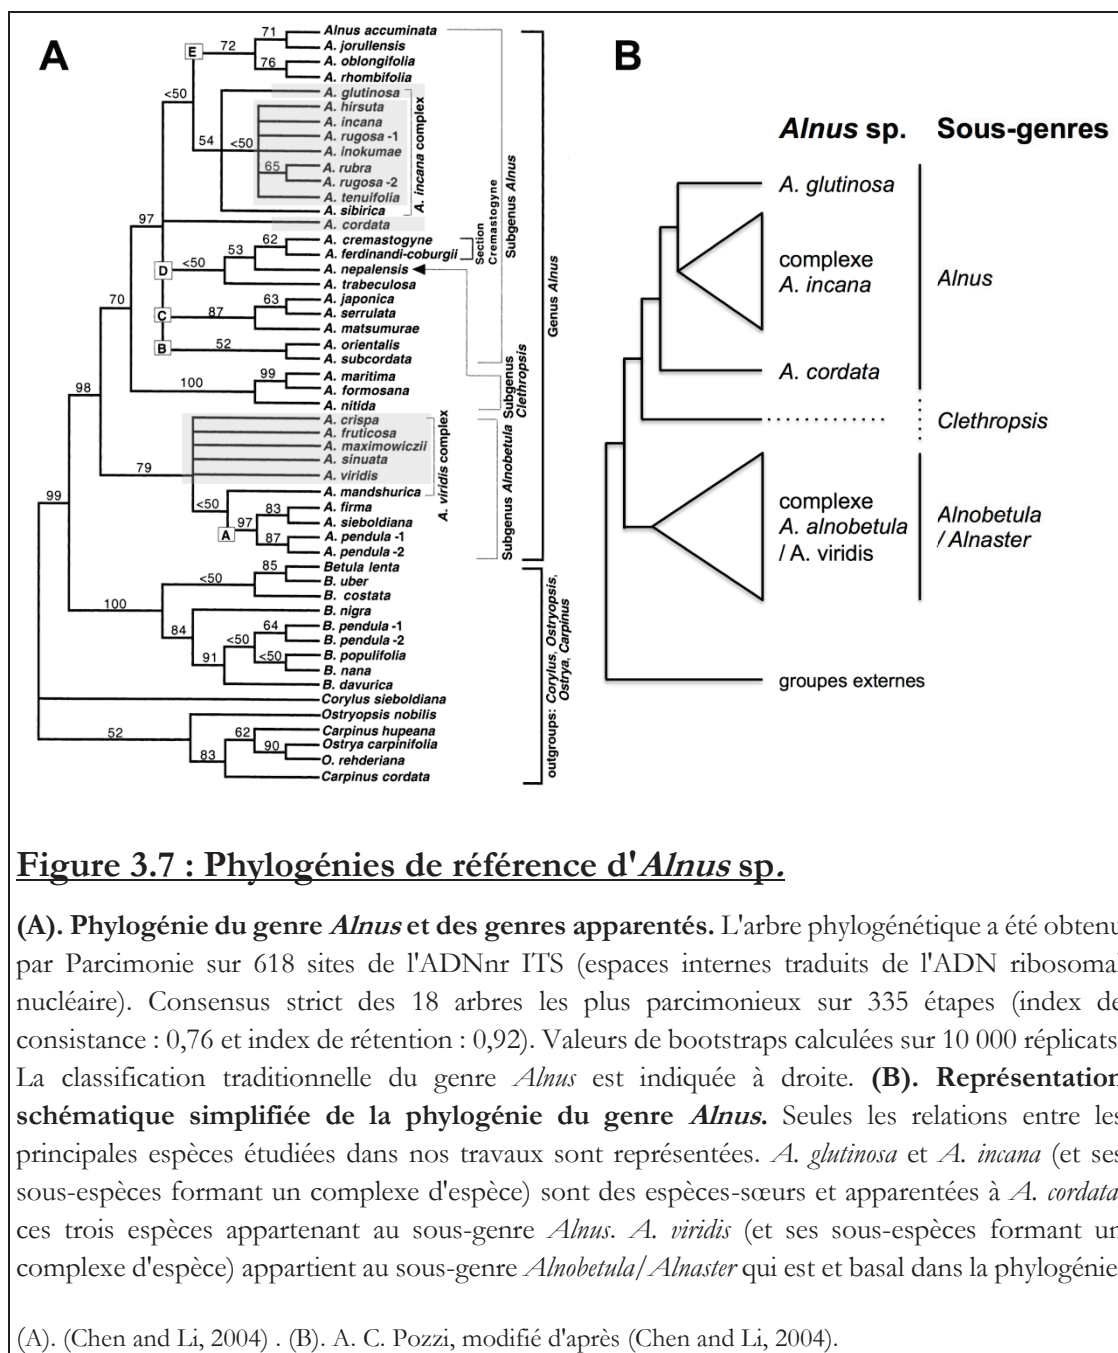 A
71
Alnus accuminata
72
A. jorullensis
E
76
A. oblongifolia
A. rhombifolia
<50
A. glutinosa
A. hirsuta
A. incana
54
<50
A. rugosa -1
A. inokumae
65
A. rubra
A. rugosa -2
A. tenuifolia
A. sibirica
A. incana complex
97
A. cordata
62
A. cremastogyne
53
A. ferdinandi-coburgii
Section
Cremastogyne
Subgenus Alnus
D
<50
A. nepalensis
A. trabeculosa
70
63
A. japonica
C
87
A. serrulata
A. matsumurae
B
52
A. orientalis
A. subcordata
99
A. maritima
98
100
A. formosana
A. nitida
Subgenus
Clethropsis
Genus Alnus
A. crispa
A. fruticosa
A. maximowiczii
A. sinuata
79
A. viridis
A. viridis complex
<50
A. mandshurica
99
83
A. firma
97
A. sieboldiana
A
87
A. pendula -1
A. pendula -2
Subgenus Alnobetula
85
Betula lenta
<50
B. uber
B. costata
100
B. nigra
84
64
B. pendula -1
<50
B. pendula -2
<50
B. populifolia
91
B. nana
B. davurica
Corylus sieboldiana
Ostryopsis nobilis
52
62
Carpinus hupeana
90
Ostrya carpinifolia
83
O. rehderiana
Carpinus cordata
outgroups: Corylus, Ostryopsis,
Ostrya, Carpinus
B
Alnus sp. Sous-genres
A. glutinosa
complexe
A. incana
Alnus
A. cordata
Clethropsis
complexe
A. alnobetula
/ A. viridis
Alnobetula
/ Alnaster
groupes externes
Figure 3.7 : Phylogénies de référence d'Alnus sp.
(A). Phylogénie du genre Alnus et des genres apparentés. L'arbre phylogénétique a été obtenu
par Parcimonie sur 618 sites de l'ADNnr ITS (espaces internes traduits de l'ADN ribosomal
nucléaire). Consensus strict des 18 arbres les plus parcimonieux sur 335 étapes (index de
consistance : 0,76 et index de rétention : 0,92). Valeurs de bootstraps calculées sur 10 000 réplicats
La classification traditionnelle du genre Alnus est indiquée à droite. (B). Représentation
schématique simplifiée de la phylogénie du genre Alnus. Seules les relations entre les
principales espèces étudiées dans nos travaux sont représentées. A. glutinosa et A. incana (et ses
sous-espèces formant un complexe d'espèce) sont des espèces-sœurs et apparentées à A. cordata
ces trois espèces appartenant au sous-genre Alnus. A. viridis (et ses sous-espèces formant un
complexe d'espèce) appartient au sous-genre Alnobetula/Alnaster qui est et basal dans la phylogénie
(A). (Chen and Li, 2004) . (B). A. C. Pozzi, modifié d'après (Chen and Li, 2004).